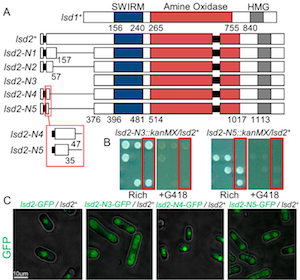 A
SWIRM Amine Oxidase HMG
lsd1⁺
156 240 265 755 840
lsd2⁺
lsd2-N1
157
lsd2-N2
57
lsd2-N3
lsd2-N4
lsd2-N5
376 396 481 514 1017 1113
lsd2-N4
47
lsd2-N5
35
B
lsd2-N3::kanMX/lsd2⁺ lsd2-N5::kanMX/lsd2⁺
Rich +G418 Rich +G418
C
lsd2-GFP / lsd2⁺ lsd2-N3-GFP / lsd2⁺ lsd2-N4-GFP / lsd2⁺ lsd2-N5-GFP / lsd2⁺
GFP
10um